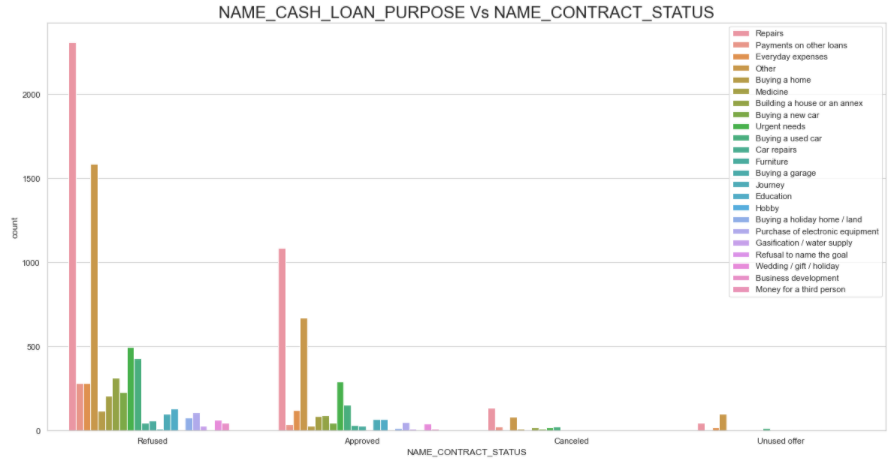 NAME_CASH_LOAN_PURPOSE Vs NAME_CONTRACT_STATUS
Repairs
Payments on other loans
Everyday expenses
Other
Buying a home
Medicine
Building a house or an annex
Buying a new car
Urgent needs
Buying a used car
Car repairs
Furniture
Buying a garage
Journey
Education
Hobby
Buying a holiday home / land
Purchase of electronic equipment
Gasification / water supply
Refusal to name the goal
Wedding / gift / holiday
Business development
Money for a third person
2000
1500
count
1000
500
0
Refused Approved Canceled Unused offer
NAME_CONTRACT_STATUS